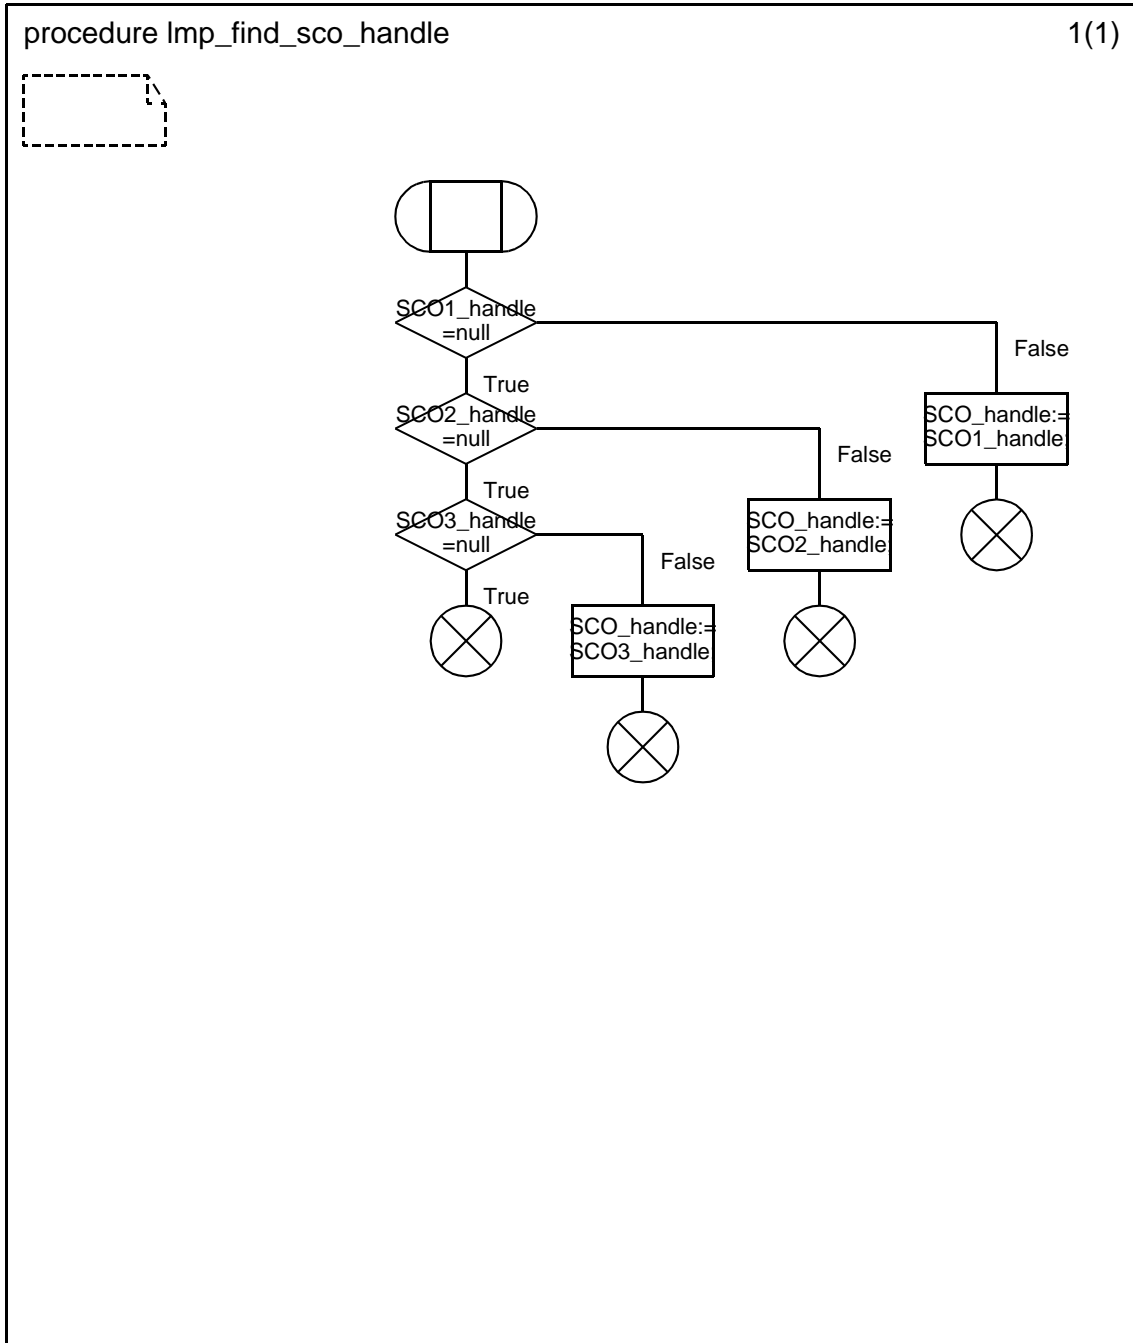 procedure lmp_find_sco_handle
1(1)
SCO1_handle
=null
False
True
SCO_handle:=
SCO1_handle;
SCO2_handle
=null
False
True
SCO_handle:=
SCO2_handle;
SCO3_handle
=null
False
True
SCO_handle:=
SCO3_handle